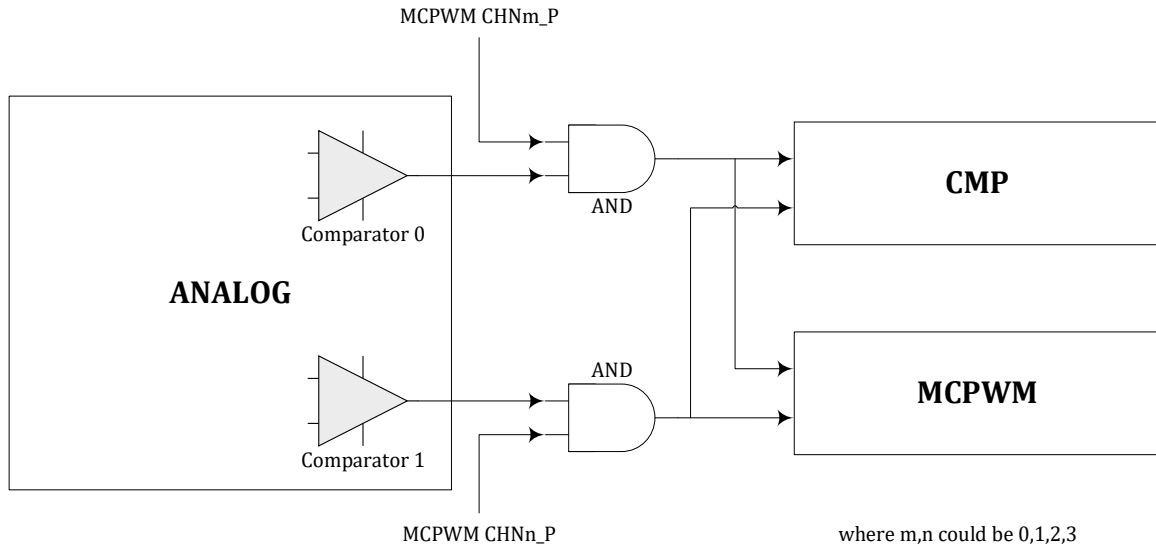 MCPWM CHNm_P
Comparator 0
AND
CMP
ANALOG
AND
MCPWM
Comparator 1
MCPWM CHNn_P
where m,n could be 0,1,2,3